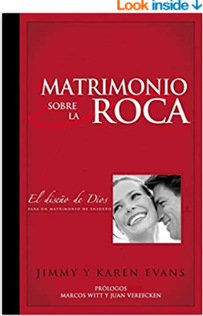 Look inside
MATRIMONIO
SOBRE
LA
ROCA
El diseño de Dios
PARA UN MATRIMONIO DE ENSUEÑO
JIMMY Y KAREN EVANS
PRÓLOGOS
MARCOS WITT Y JUAN VEREECKEN